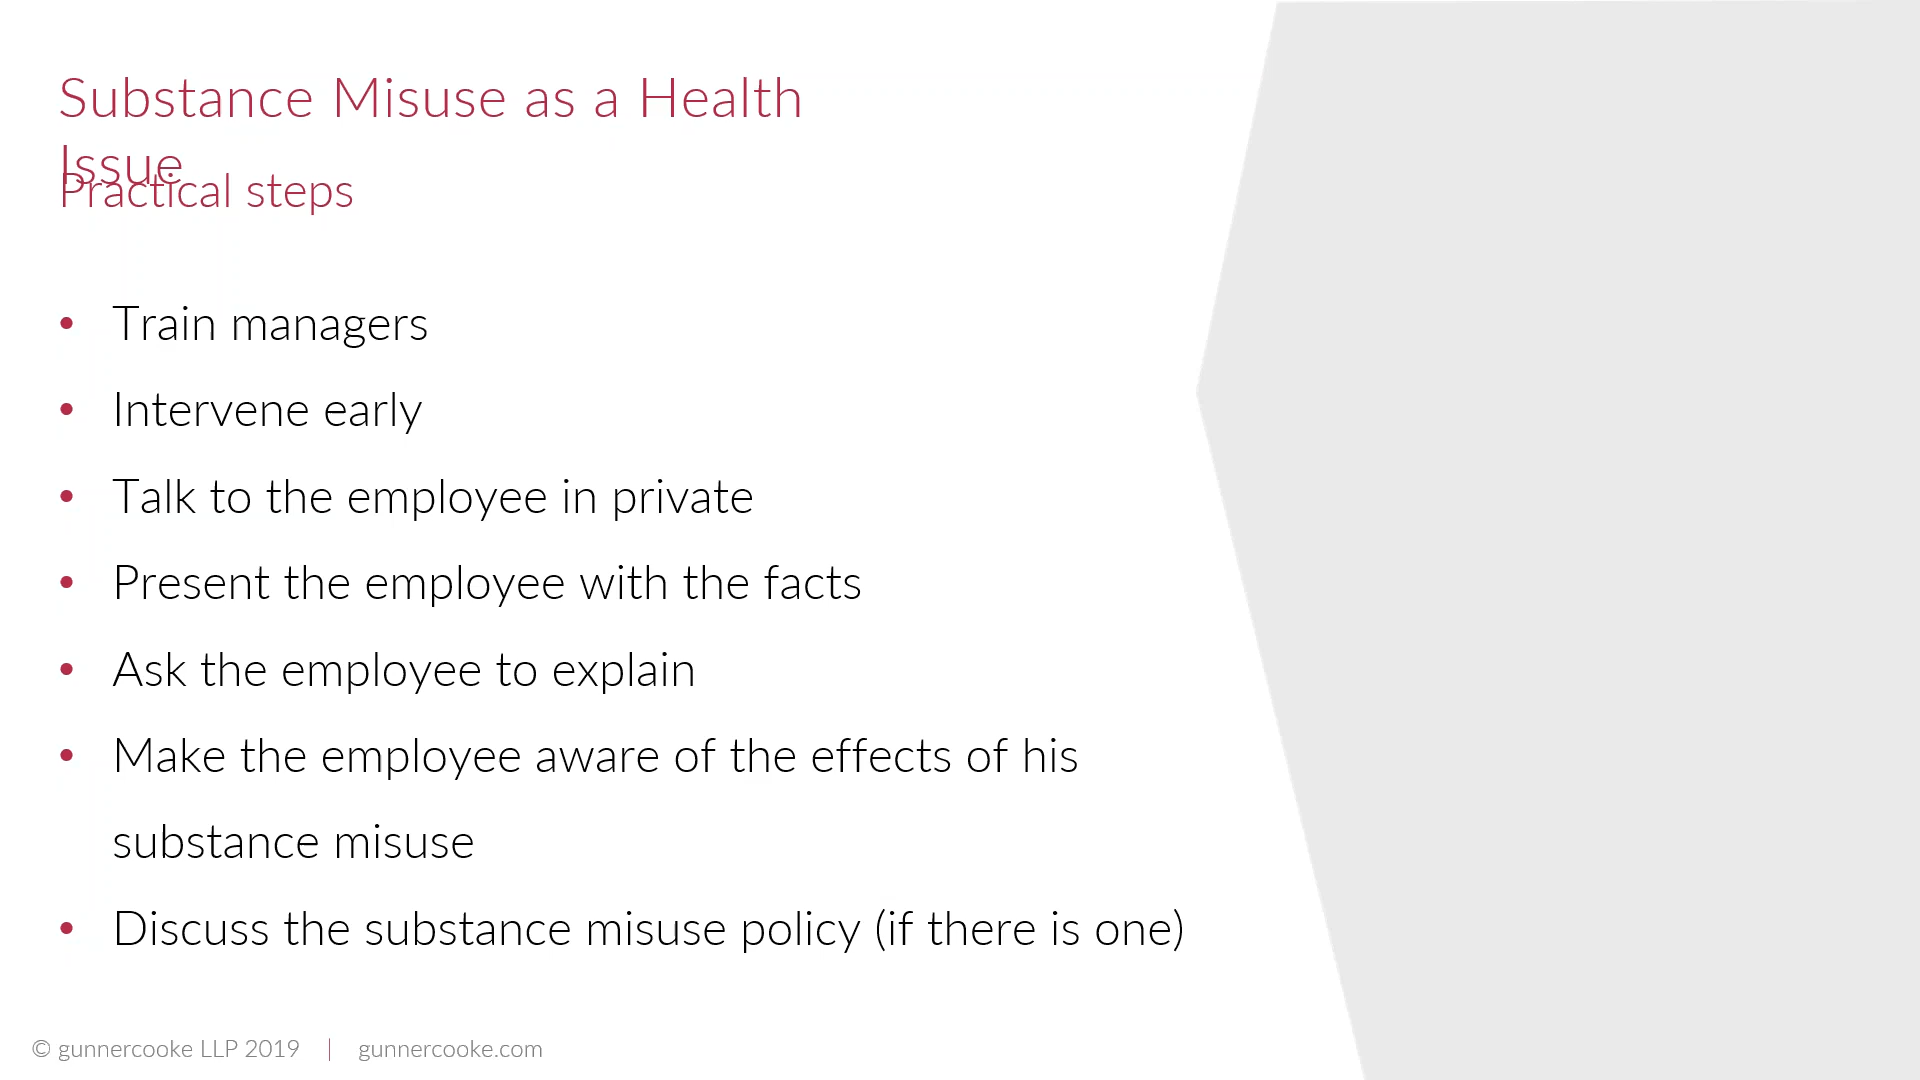 Substance Misuse as a Health
Issue
Practical steps
• Train managers
• Intervene early
• Talk to the employee in private
• Present the employee with the facts
• Ask the employee to explain
• Make the employee aware of the effects of his
substance misuse
• Discuss the substance misuse policy (if there is one)
© gunnercooke LLP 2019 | gunnercooke.com